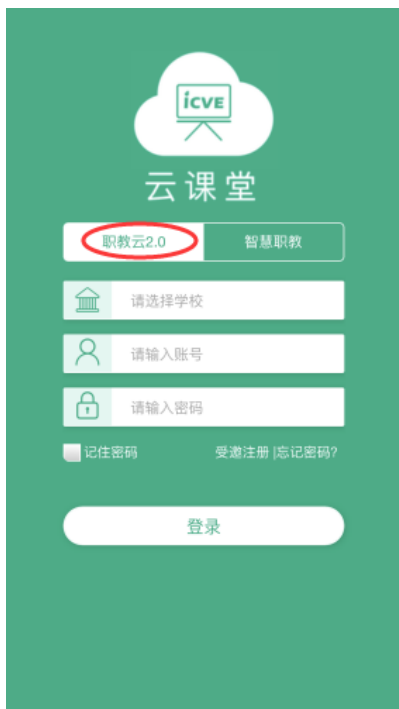 icve
云课堂
职教云2.0 智慧职教
请选择学校
请输入账号
请输入密码
记住密码 受邀注册 |忘记密码?
登录